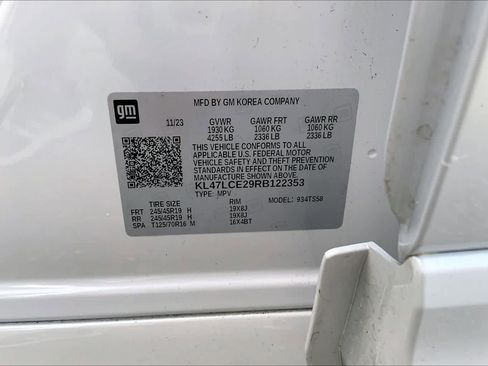 gm
MFD BY GM KOREA COMPANY
11/23 GVWR GAWR FRT GAWR RR
1930 KG 1060 KG 1060 KG
4255 LB 2336 LB 2336 LB
THIS VEHICLE CONFORMS TO ALL
APPLICABLE U.S. FEDERAL MOTOR
VEHICLE SAFETY AND THEFT PREVENTION
STANDARDS IN EFFECT ON THE DATE OF
MANUFACTURE SHOWN ABOVE.
KL47LCE29RB122353
TYPE: MPV
TIRE SIZE RIM MODEL: 934TS58
FRT 245/45R19 H 19X8J
RR 245/45R19 H 19X8J
SPA T125/70R16 M 16X4BT